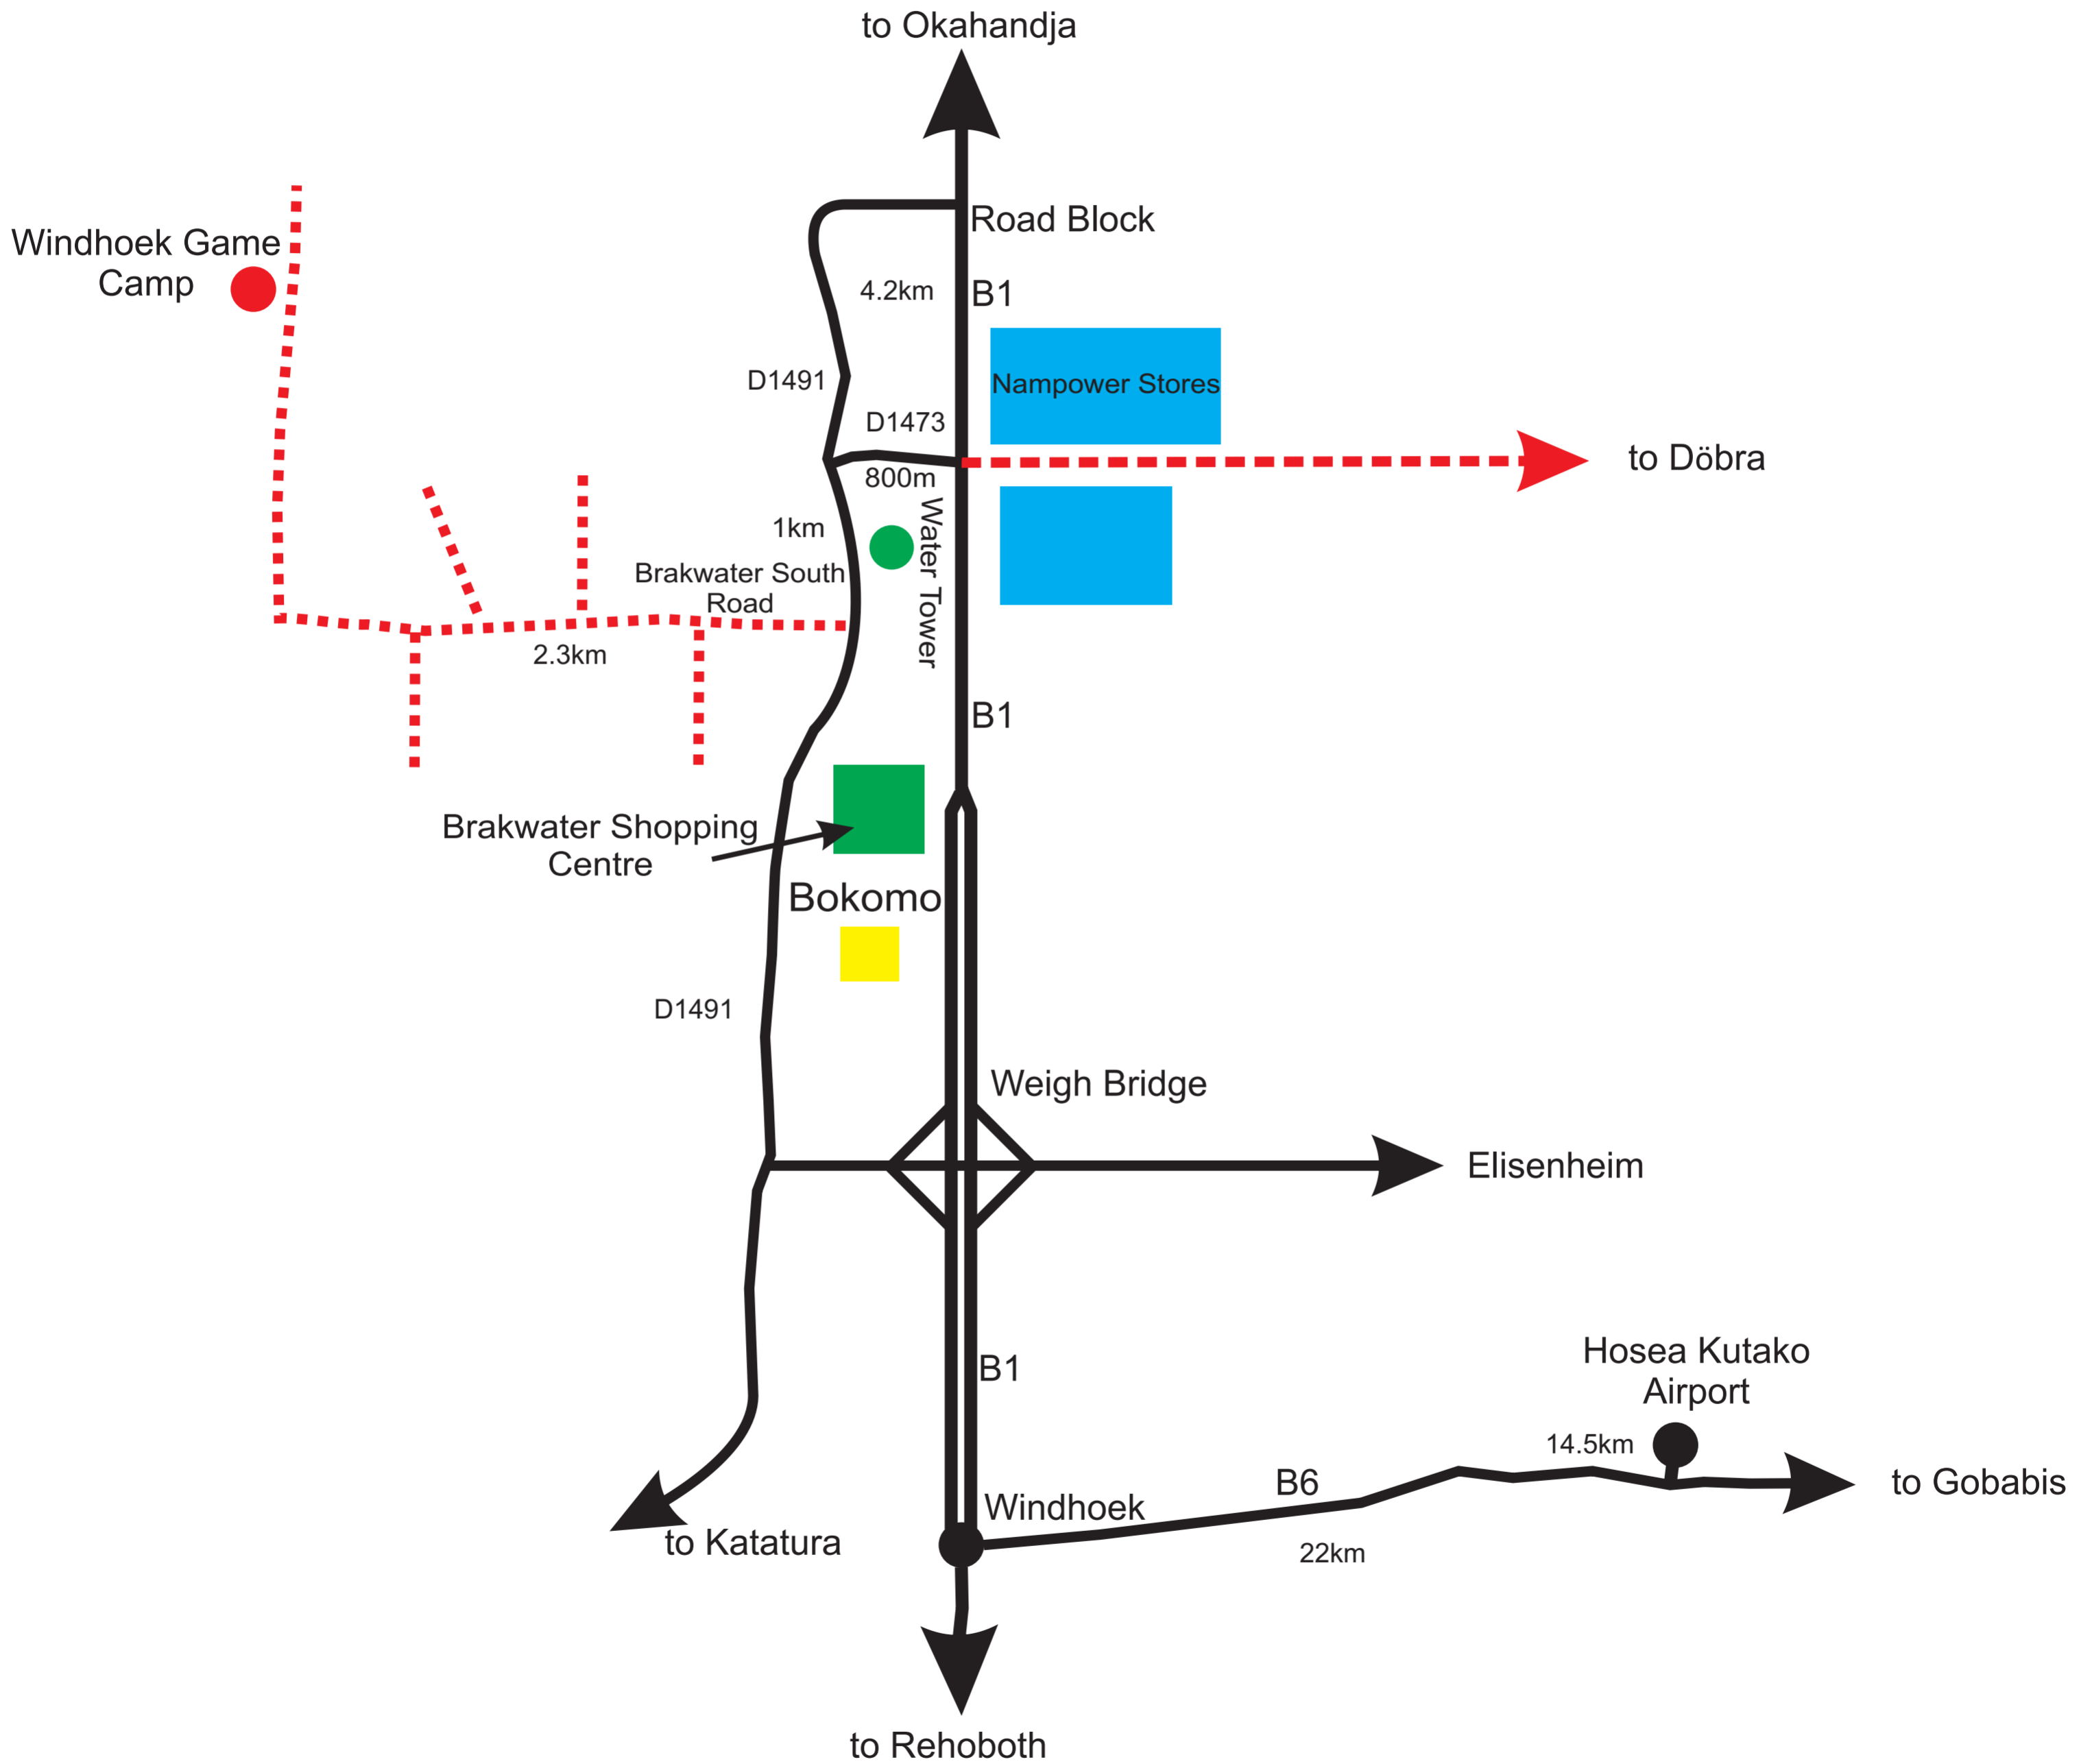 to Okahandja
Road Block
Windhoek Game
Camp
4.2km
B1
D1491
Nampower Stores
D1473
to Döbra
800m
1km
Water Tower
Brakwater South
Road
2.3km
B1
Brakwater Shopping
Centre
Bokomo
D1491
Weigh Bridge
Elisenheim
B1
Hosea Kutako
Airport
14.5km
B6
to Gobabis
Windhoek
22km
to Katatura
to Rehoboth